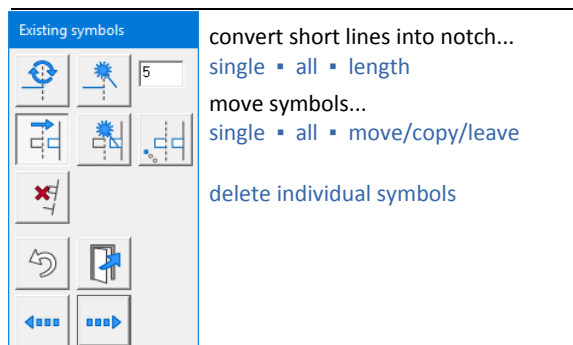 Existing symbols
convert short lines into notch...
5
single ▪ all ▪ length
move symbols...
single ▪ all ▪ move/copy/leave
delete individual symbols